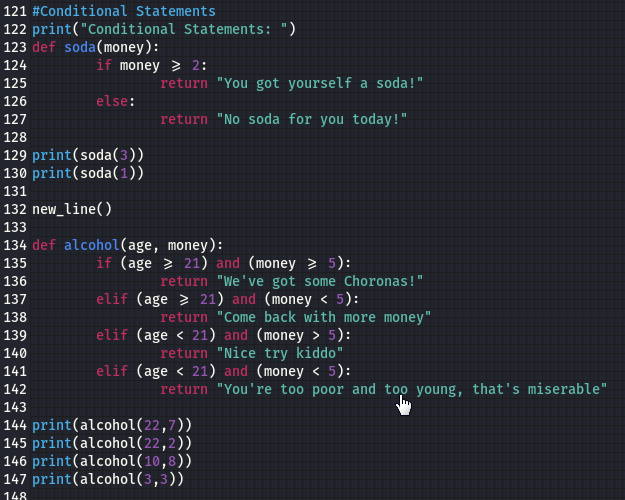 121 #Conditional Statements
122 print("Conditional Statements: ")
123 def soda(money):
124         if money ⩾ 2:
125                 return "You got yourself a soda!"
126         else:
127                 return "No soda for you today!"
128
129 print(soda(3))
130 print(soda(1))
131
132 new_line()
133
134 def alcohol(age, money):
135         if (age ⩾ 21) and (money ⩾ 5):
136                 return "We've got some Choronas!"
137         elif (age ⩾ 21) and (money < 5):
138                 return "Come back with more money"
139         elif (age < 21) and (money > 5):
140                 return "Nice try kiddo"
141         elif (age < 21) and (money < 5):
142                 return "You're too poor and too young, that's miserable"
143
144 print(alcohol(22,7))
145 print(alcohol(22,2))
146 print(alcohol(10,8))
147 print(alcohol(3,3))
148